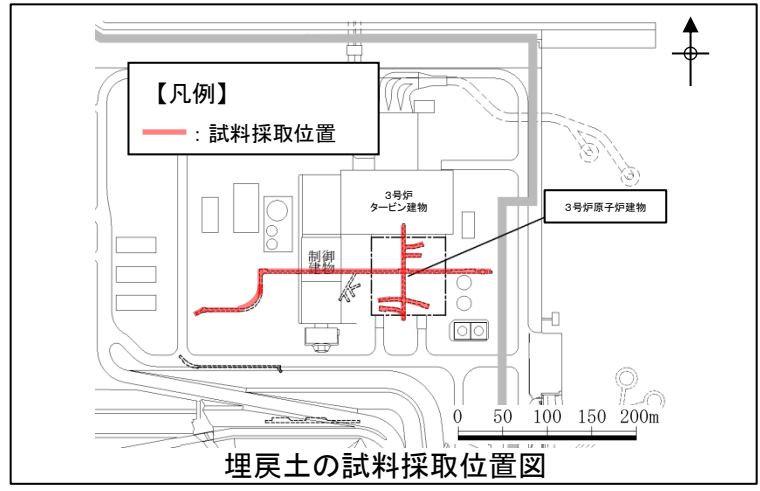 【凡例】
：試料採取位置
3号炉
タービン建物
3号炉原子炉建物
制御
建物
0 50 100 150 200m
埋戻土の試料採取位置図